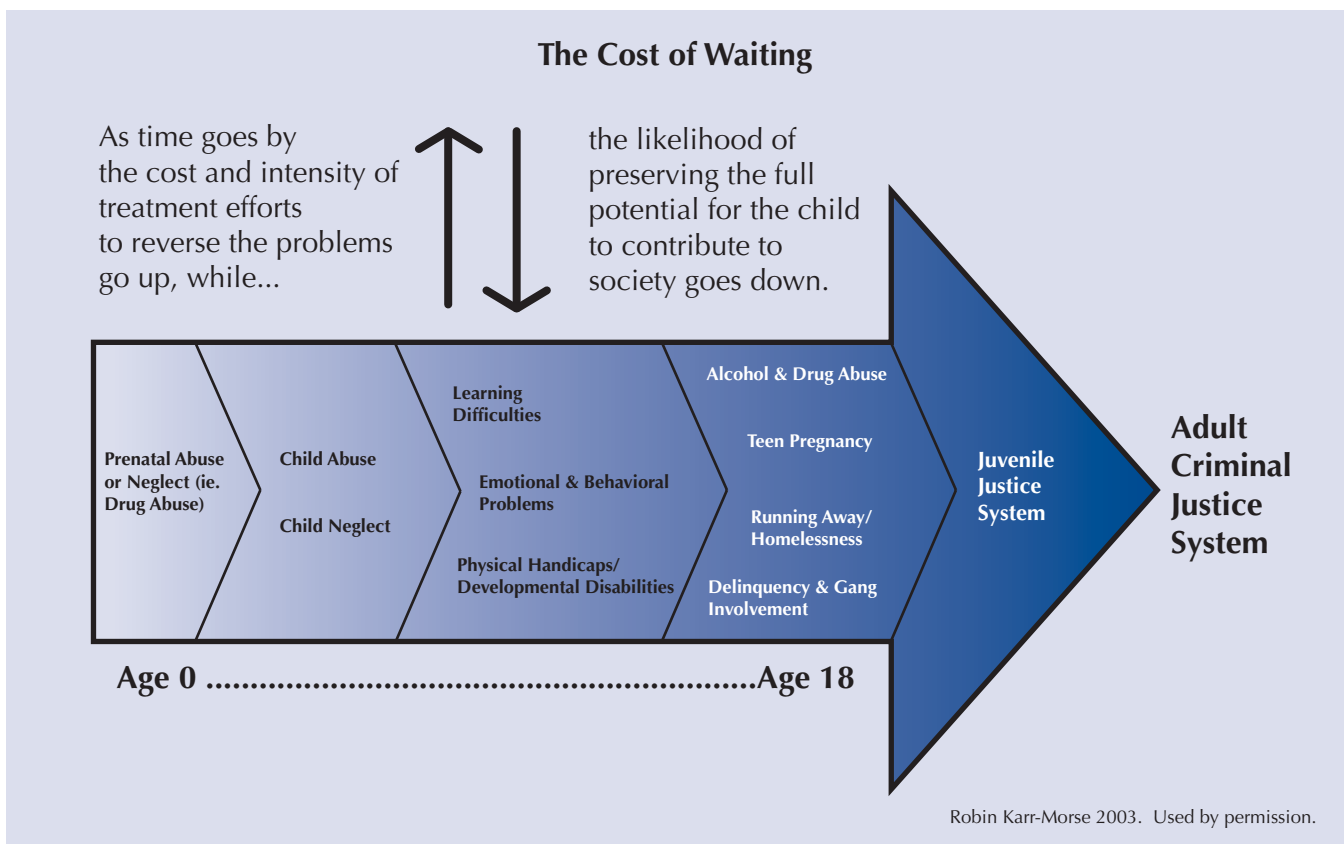 The Cost of Waiting
As time goes by
the cost and intensity of
treatment efforts
to reverse the problems
go up, while...
the likelihood of
preserving the full
potential for the child
to contribute to
society goes down.
Prenatal Abuse
or Neglect (ie.
Drug Abuse)
Child Abuse
Child Neglect
Learning
Difficulties
Emotional & Behavioral
Problems
Physical Handicaps/
Developmental Disabilities
Alcohol & Drug Abuse
Teen Pregnancy
Running Away/
Homelessness
Delinquency & Gang
Involvement
Juvenile
Justice
System
Adult
Criminal
Justice
System
Age 0 ..............................................................Age 18
Robin Karr-Morse 2003.  Used by permission.